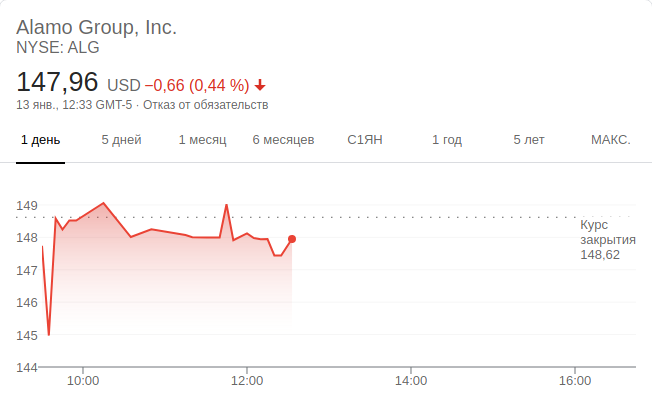 Alamo Group, Inc.
NYSE: ALG
147,96 USD −0,66 (0,44 %)
13 янв., 12:33 GMT-5 · Отказ от обязательств
1 день 5 дней 1 месяц 6 месяцев С1ЯН 1 год 5 лет МАКС.
149
148
147
146
145
144
Курс
закрытия
148,62
10:00 12:00 14:00 16:00